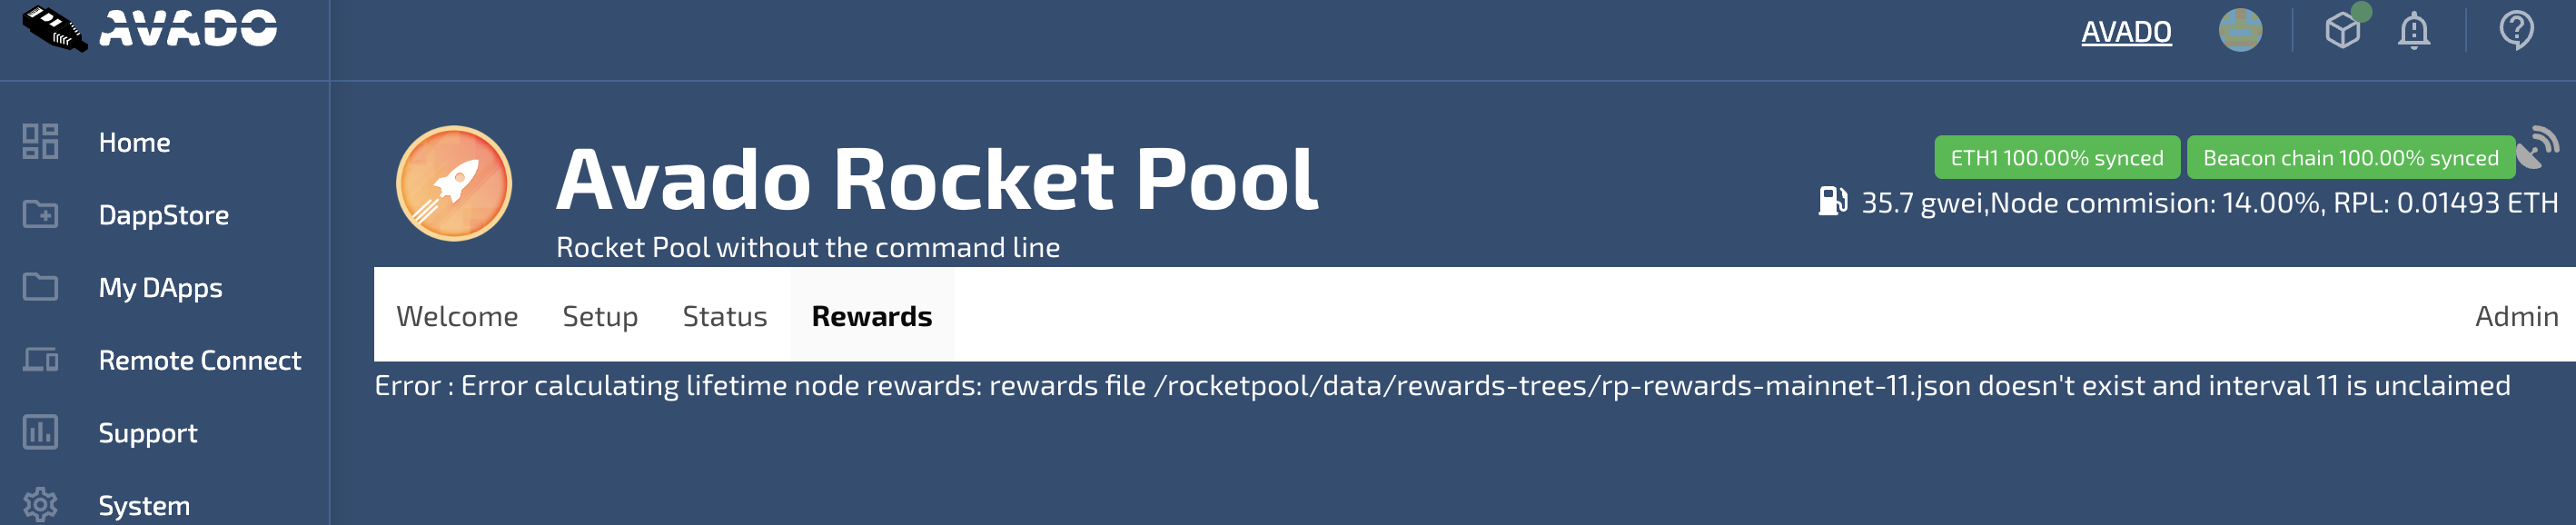 AVADO
AVADO
Home
DappStore
My DApps
Remote Connect
Support
System
Avado Rocket Pool
Rocket Pool without the command line
ETH1 100.00% synced
Beacon chain 100.00% synced
35.7 gwei,Node commision: 14.00%, RPL: 0.01493 ETH
Welcome
Setup
Status
Rewards
Admin
Error : Error calculating lifetime node rewards: rewards file /rocketpool/data/rewards-trees/rp-rewards-mainnet-11.json doesn't exist and interval 11 is unclaimed